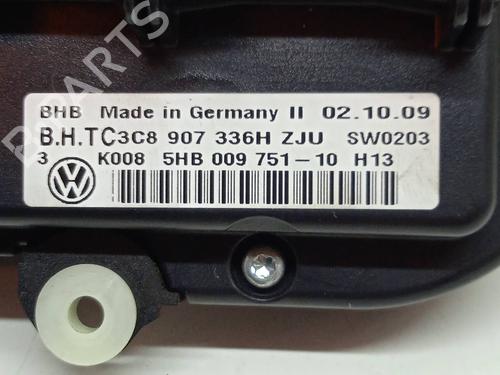 BHB Made in Germany II 02.10.09
B.H.TC3C8 907 336H ZJU SW0203
3 K008 5HB 009 751-10 H13
B-PARTS